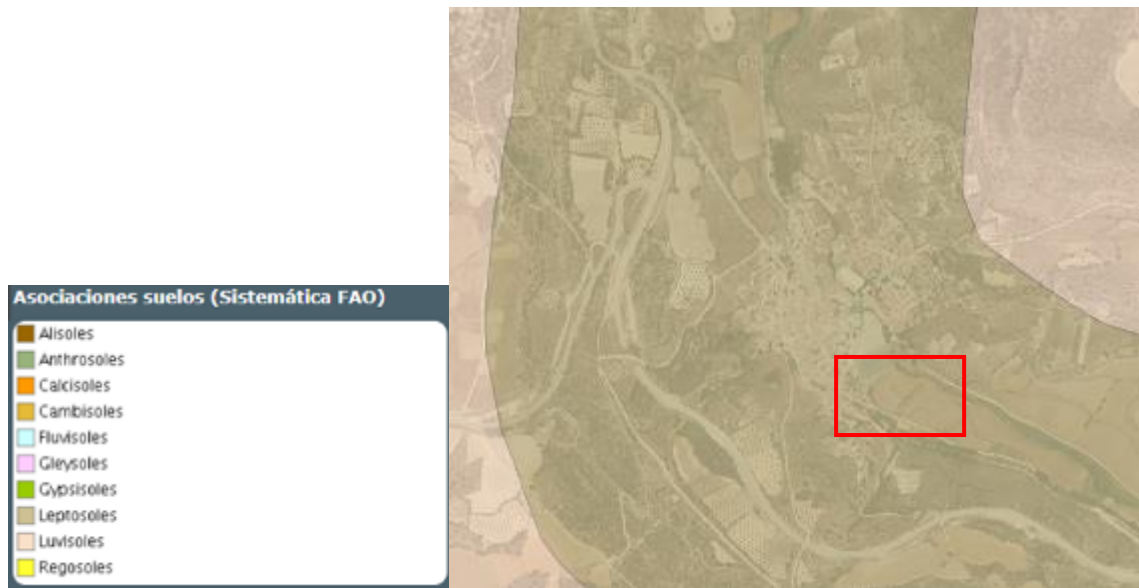 Asociaciones suelos (Sistemática FAO)
Alisoles
Anthrosoles
Calcisoles
Cambisoles
Fluvisoles
Gleysoles
Gypsisoles
Leptosoles
Luvisoles
Regosoles